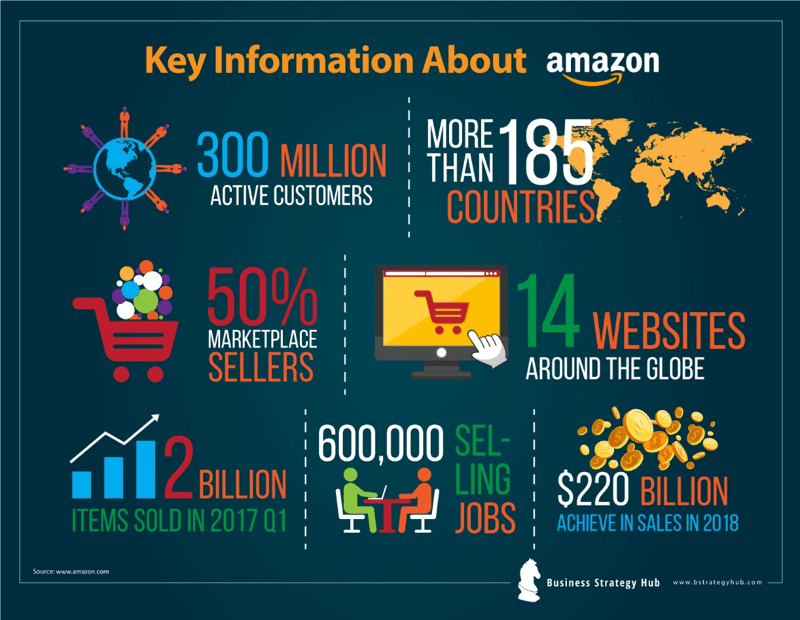 Key Information About amazon
300 MILLION
ACTIVE CUSTOMERS
MORE
THAN 185
COUNTRIES
50%
MARKETPLACE
SELLERS
14 WEBSITES
AROUND THE GLOBE
2 BILLION
ITEMS SOLD IN 2017 Q1
600,000 SEL-
LING
JOBS
$220 BILLION
ACHIEVE IN SALES IN 2018
Source: www.amazon.com
Business Strategy Hub www.bstrategyhub.com